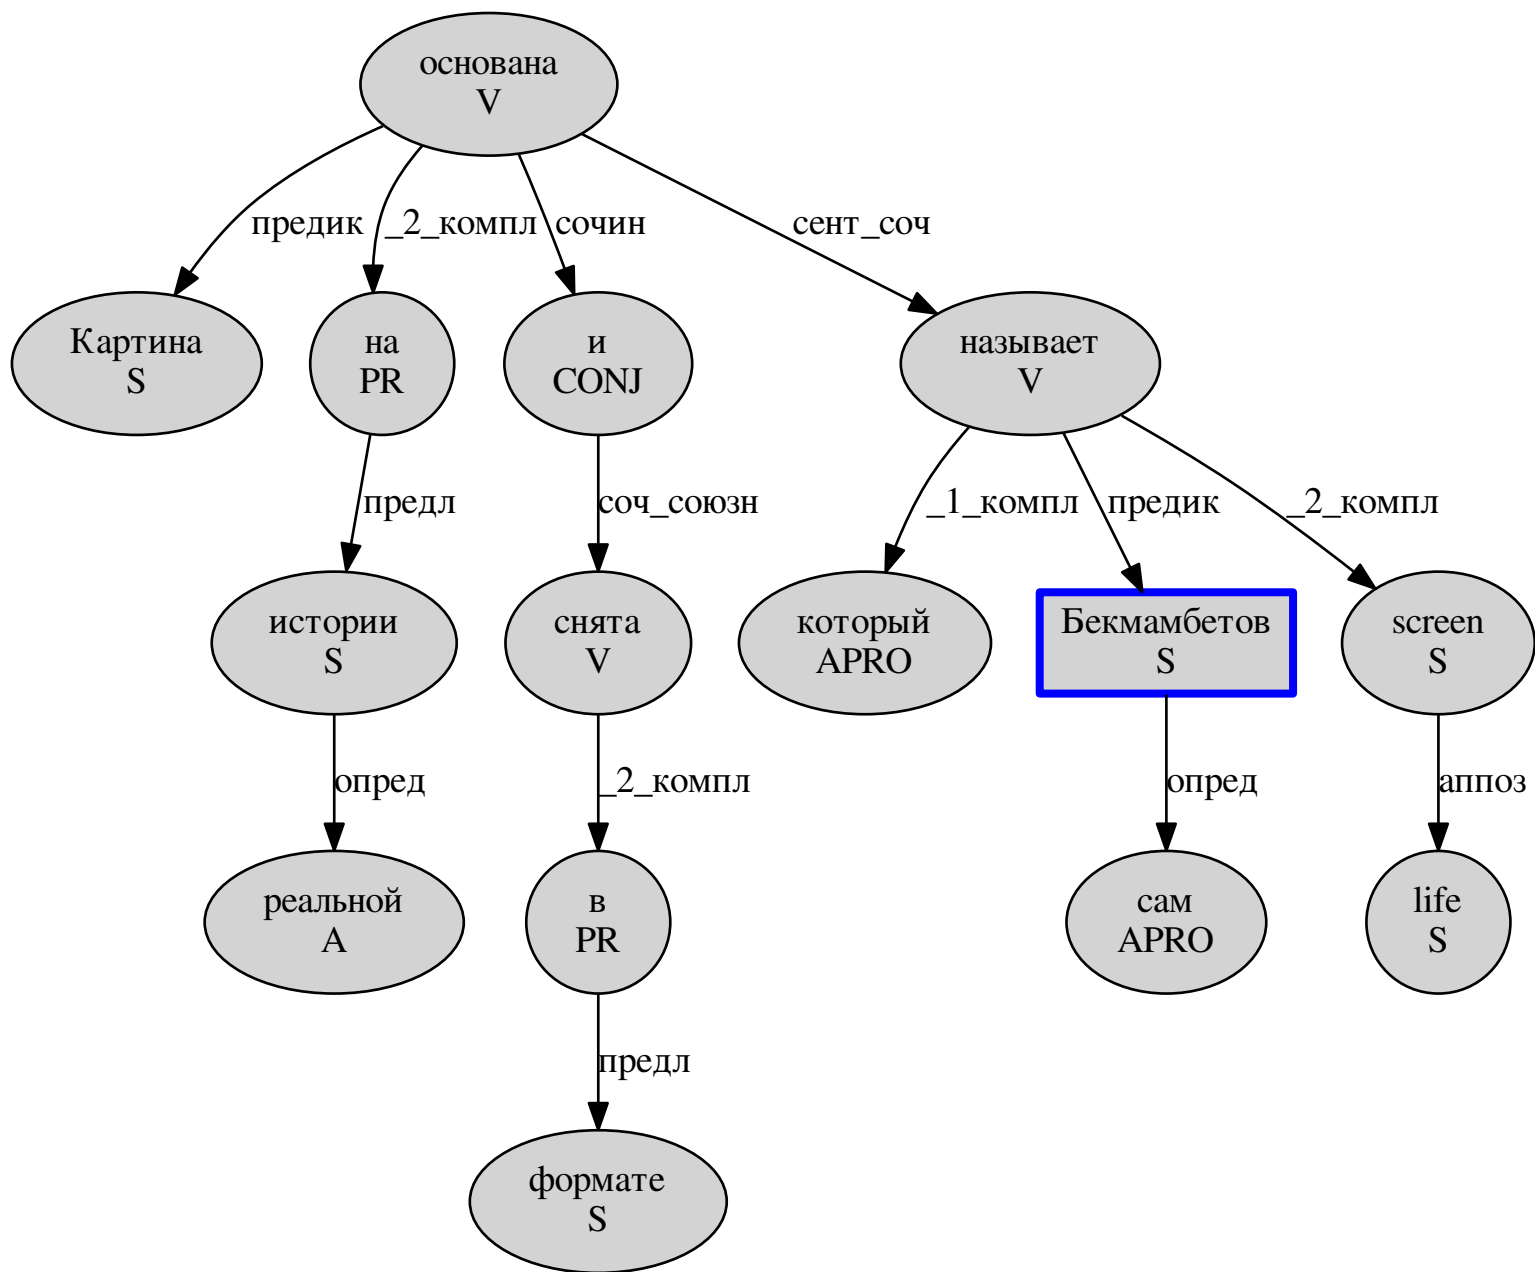 основана
V
предик
_2_компл
сочин
сент_соч
Картина
S
на
PR
и
CONJ
называет
V
предл
соч_союзн
_1_компл
предик
_2_компл
истории
S
снята
V
который
APRO
Бекмамбетов
S
screen
S
опред
_2_компл
опред
аппоз
реальной
A
в
PR
сам
APRO
life
S
предл
формате
S